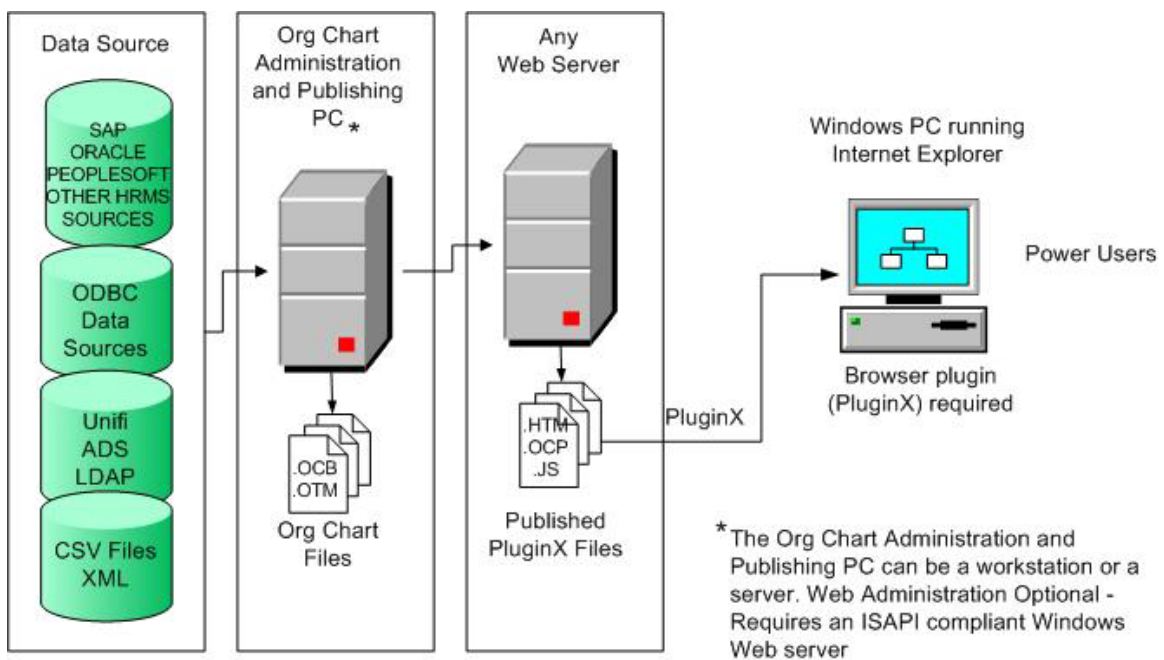 Data Source
SAP
ORACLE
PEOPLESOFT
OTHER HRMS
SOURCES
ODBC
Data
Sources
Unifi
ADS
LDAP
CSV Files
XML
Org Chart
Administration
and Publishing
PC *
.OCB
.OTM
Org Chart
Files
Any
Web Server
.HTM
.OCP
.JS
Published
PluginX Files
PluginX
Windows PC running
Internet Explorer
Power Users
Browser plugin
(PluginX) required
* The Org Chart Administration and
Publishing PC can be a workstation or a
server. Web Administration Optional -
Requires an ISAPI compliant Windows
Web server